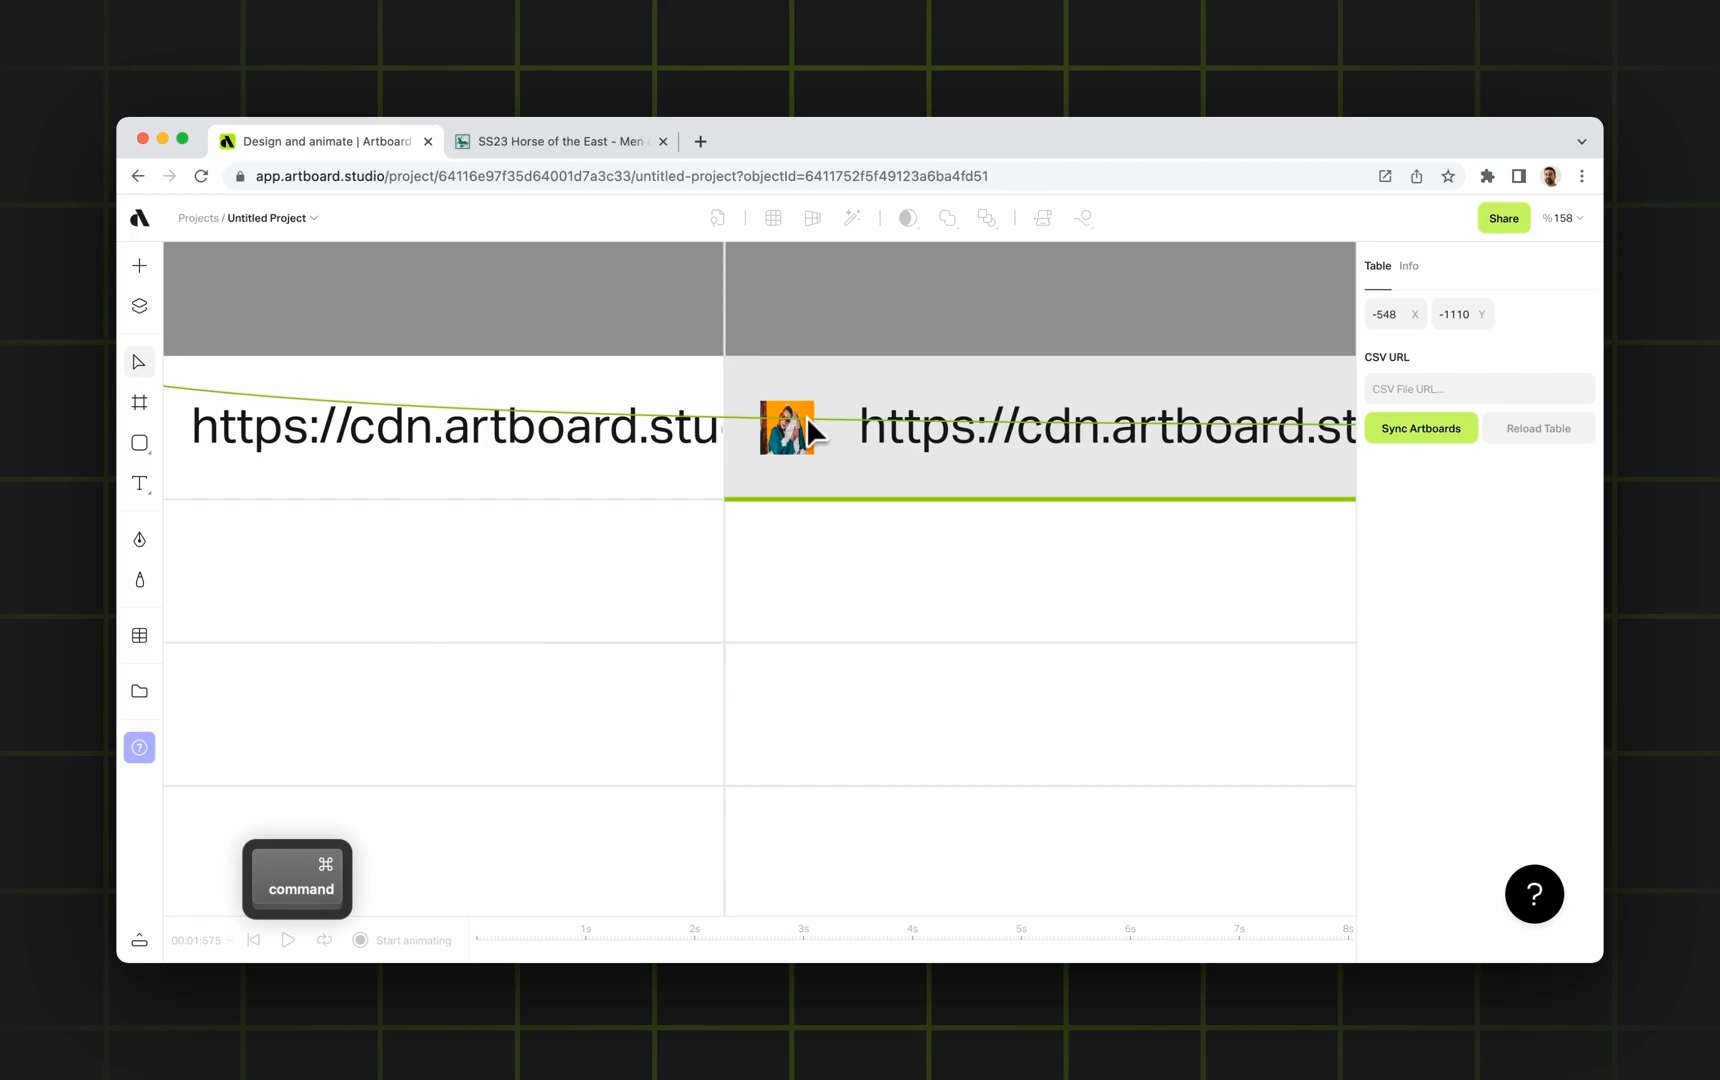 Design and animate | Artboard
SS23 Horse of the East - Men
app.artboard.studio/project/64116e97f35d64001d7a3c33/untitled-project?objectId=6411752f5f49123a6ba4fd51
Projects / Untitled Project
Share
% 158
Table Info
-548 X -1110 Y
CSV URL
CSV File URL...
Sync Artboards Reload Table
https://cdn.artboard.stu
https://cdn.artboard.st
T
?
⌘
command
?
00:01:575
Start animating
1s 2s 3s 4s 5s 6s 7s 8s